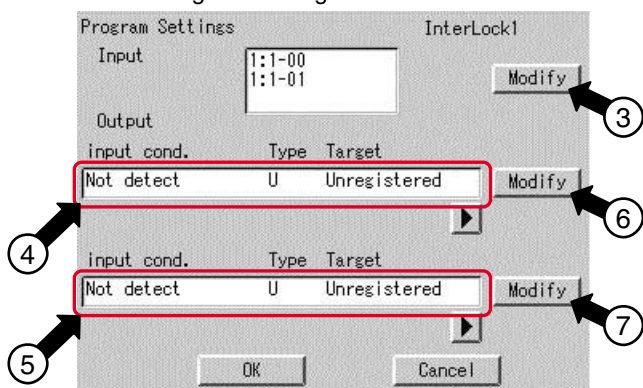 Program Settings InterLock1
Input
1:1-00
1:1-01
Modify
3
Output
input cond. Type Target
Not detect U Unregistered Modify
4
6
input cond. Type Target
Not detect U Unregistered Modify
5
7
OK Cancel